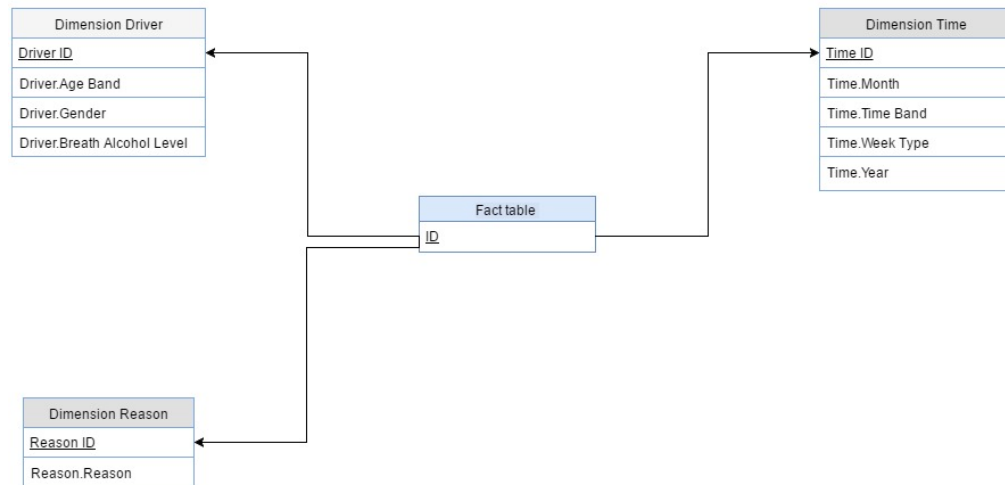 Dimension Driver
Driver ID
Driver.Age Band
Driver.Gender
Driver.Breath Alcohol Level
Dimension Time
Time ID
Time.Month
Time.Time Band
Time.Week Type
Time.Year
Fact table
ID
Dimension Reason
Reason ID
Reason.Reason